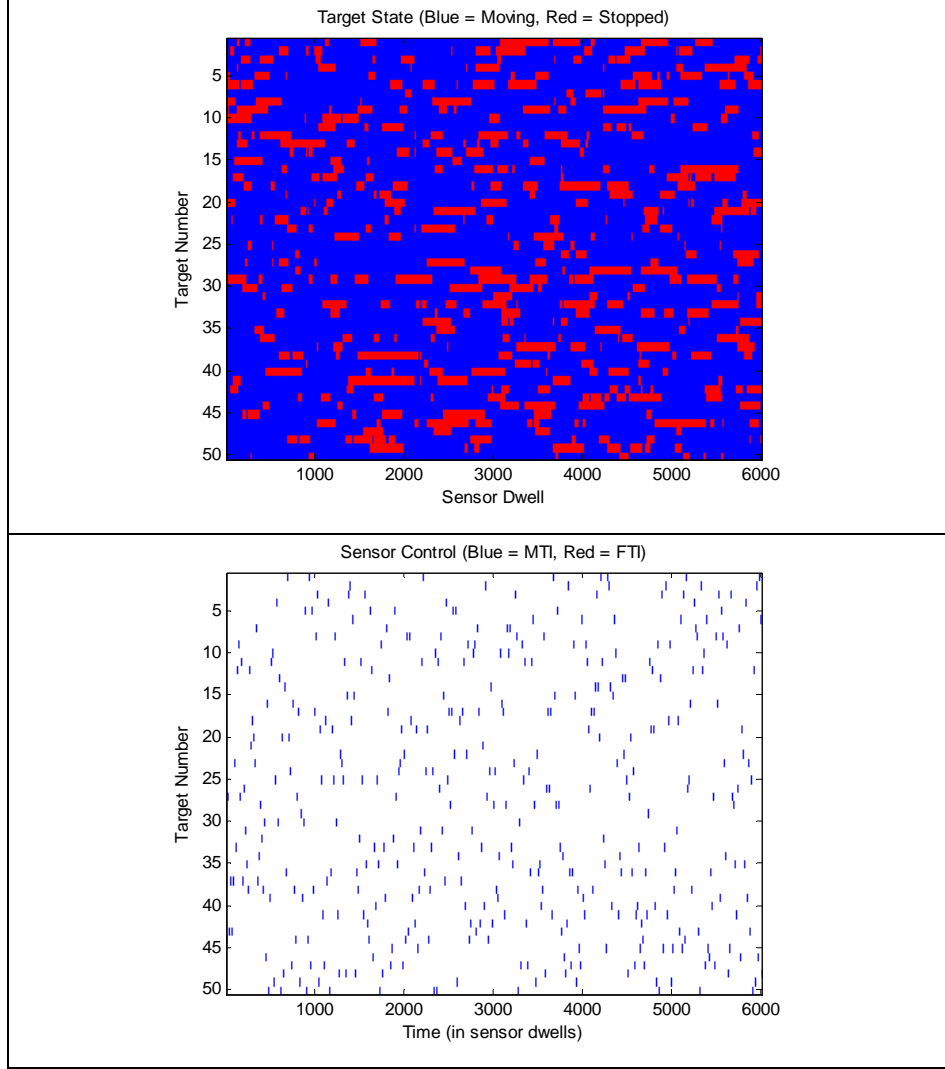 Target State (Blue = Moving, Red = Stopped)
5
10
15
20
25
30
35
40
45
50
Target Number
1000 2000 3000 4000 5000 6000
Sensor Dwell
Sensor Control (Blue = MTI, Red = FTI)
5
10
15
20
25
30
35
40
45
50
Target Number
1000 2000 3000 4000 5000 6000
Time (in sensor dwells)